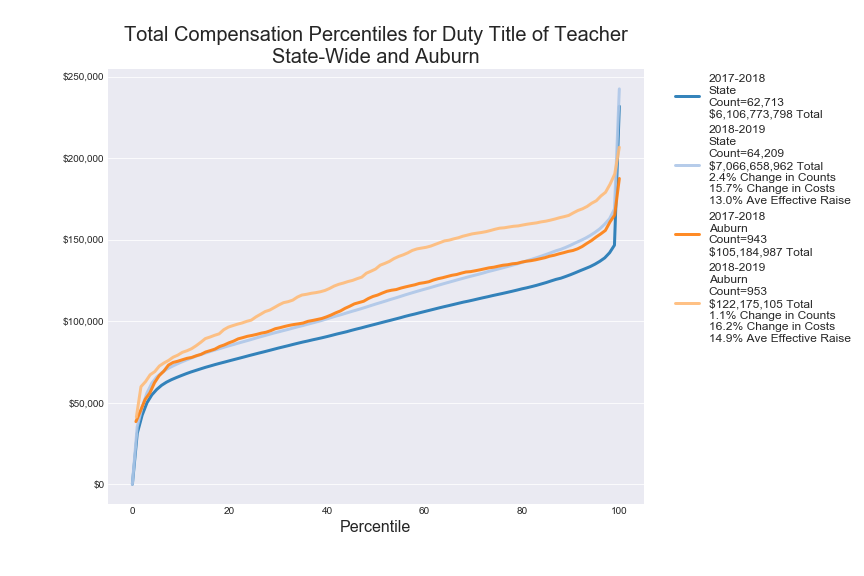 Total Compensation Percentiles for Duty Title of Teacher
State-Wide and Auburn
$250,000
$200,000
$150,000
$100,000
$50,000
$0
0
20
40
60
80
100
Percentile
2017-2018
State
Count=62,713
$6,106,773,798 Total
2018-2019
State
Count=64,209
$7,066,658,962 Total
2.4% Change in Counts
15.7% Change in Costs
13.0% Ave Effective Raise
2017-2018
Auburn
Count=943
$105,184,987 Total
2018-2019
Auburn
Count=953
$122,175,105 Total
1.1% Change in Counts
16.2% Change in Costs
14.9% Ave Effective Raise